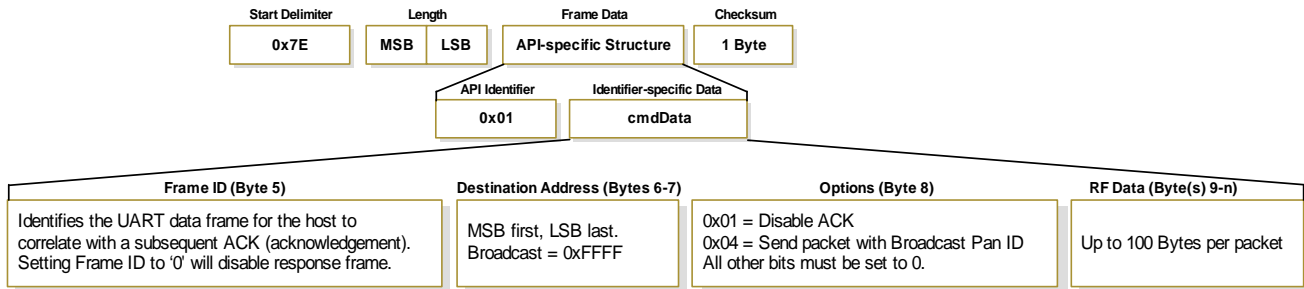 Start Delimiter
Length
Frame Data
Checksum
0x7E
MSB
LSB
API-specific Structure
1 Byte
API Identifier
Identifier-specific Data
0x01
cmdData
Frame ID (Byte 5)
Identifies the UART data frame for the host to
correlate with a subsequent ACK (acknowledgement).
Setting Frame ID to ‘0' will disable response frame.
Destination Address (Bytes 6-7)
MSB first, LSB last.
Broadcast = 0xFFFF
Options (Byte 8)
0x01 = Disable ACK
0x04 = Send packet with Broadcast Pan ID
All other bits must be set to 0.
RF Data (Byte(s) 9-n)
Up to 100 Bytes per packet